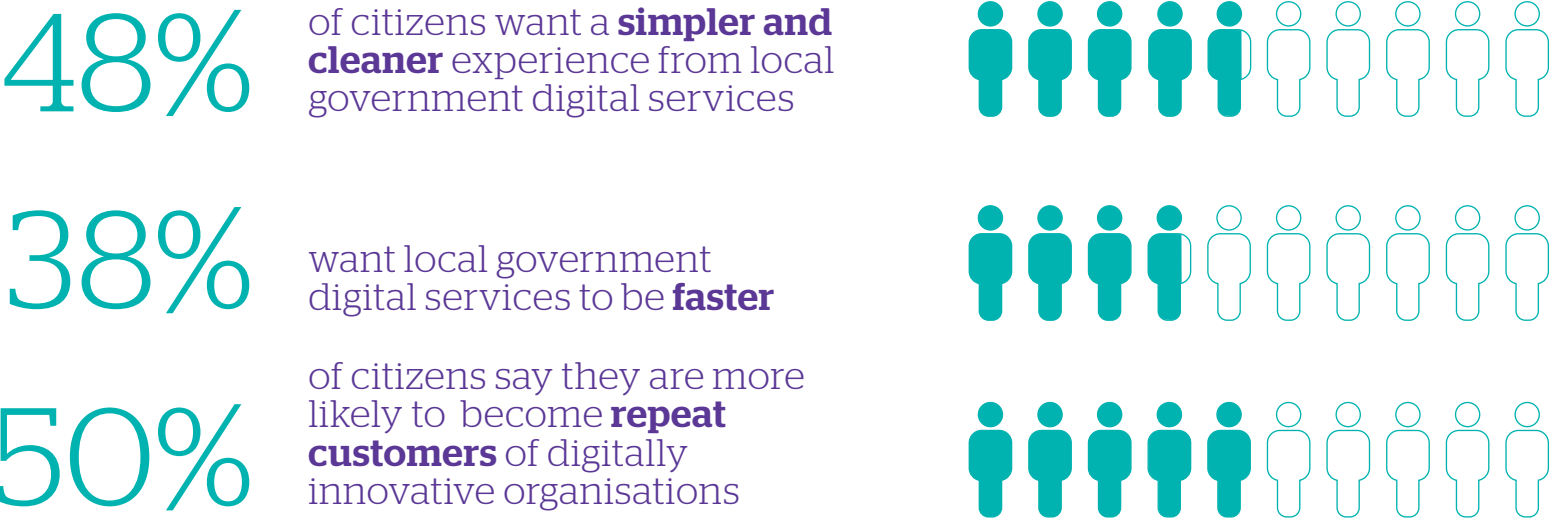 48%
of citizens want a simpler and
cleaner experience from local
government digital services
38%
want local government
digital services to be faster
50%
of citizens say they are more
likely to become repeat
customers of digitally
innovative organisations